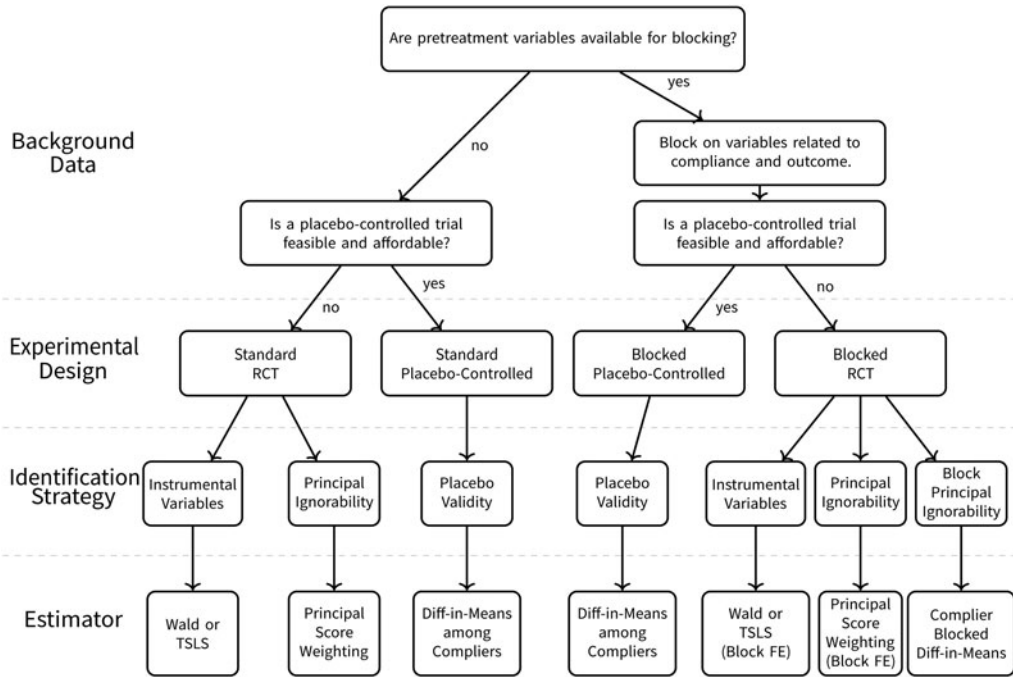 Are pretreatment variables available for blocking?
yes
no
Background
Data
Block on variables related to
compliance and outcome.
Is a placebo-controlled trial
feasible and affordable?
Is a placebo-controlled trial
feasible and affordable?
no
yes
yes
no
Experimental
Design
Standard
RCT
Standard
Placebo-Controlled
Blocked
Placebo-Controlled
Blocked
RCT
Identification
Strategy
Instrumental
Variables
Principal
Ignorability
Placebo
Validity
Placebo
Validity
Instrumental
Variables
Principal
Ignorability
Block
Principal
Ignorability
Estimator
Wald or
TSLS
Principal
Score
Weighting
Diff-in-Means
among
Compliers
Diff-in-Means
among
Compliers
Wald or
TSLS
(Block FE)
Principal
Score
Weighting
(Block FE)
Complier
Blocked
Diff-in-Means